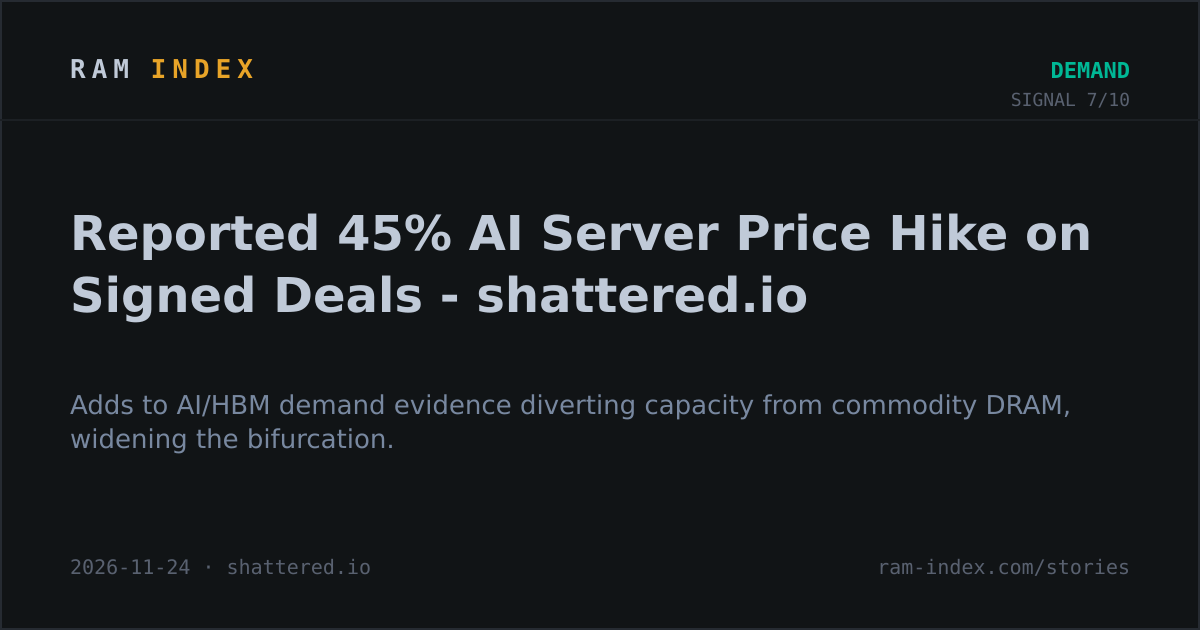 RAM INDEX
DEMAND
SIGNAL 7/10
Reported 45% AI Server Price Hike on
Signed Deals - shattered.io
Adds to AI/HBM demand evidence diverting capacity from commodity DRAM,
widening the bifurcation.
2026-11-24 · shattered.io
ram-index.com/stories